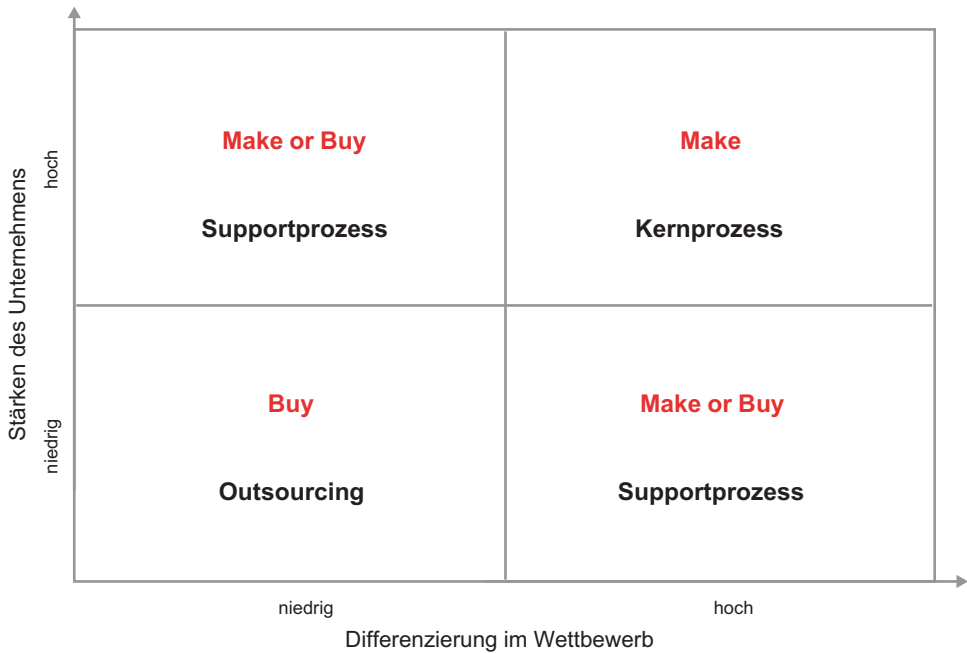 Stärken des Unternehmens
hoch
niedrig
Make or Buy
Supportprozess
Make
Kernprozess
Buy
Outsourcing
Make or Buy
Supportprozess
niedrig
hoch
Differenzierung im Wettbewerb